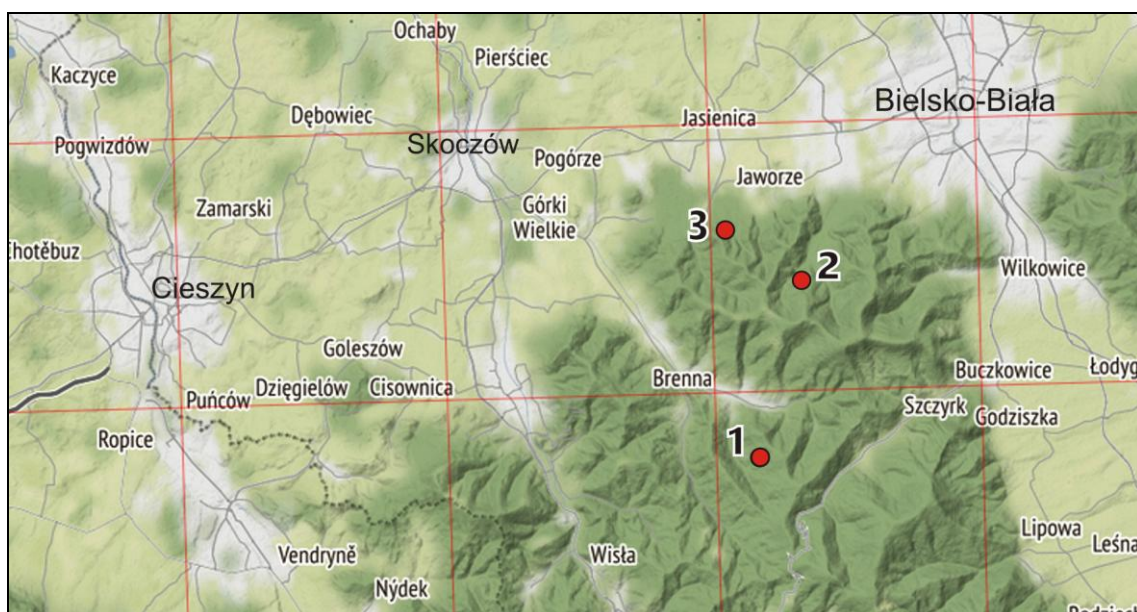 Ochaby
Pierściec
Kaczyce
Bielsko-Biała
Dębowiec
Jasienica
Pogwizdów
Skoczów
Pogórze
Jaworze
Zamarski
Górki
Wielkie
3
Chotěbuz
2
Wilkowice
Cieszyn
Goleszów
Buczkowice
Łodyg
Dzięgielów
Cisownica
Brenna
Puńców
Szczyrk
Godziszka
Ropice
1
Lipowa
Leśna
Vendryně
Wisła
Nýdek